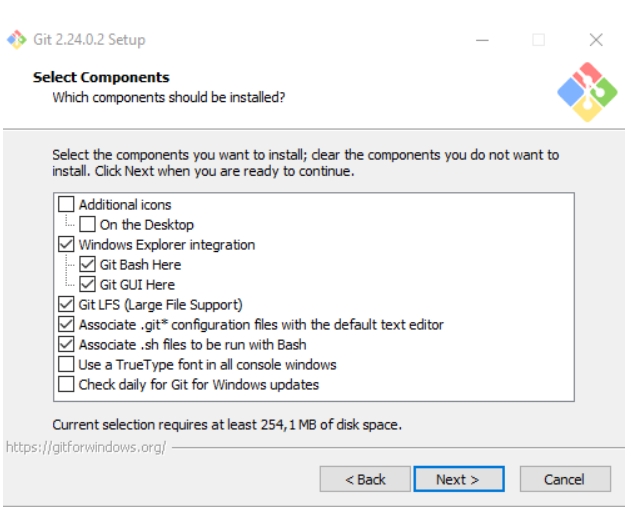 Git 2.24.0.2 Setup
Select Components
Which components should be installed?
Select the components you want to install; clear the components you do not want to
install. Click Next when you are ready to continue.
Additional icons
On the Desktop
Windows Explorer integration
Git Bash Here
Git GUI Here
Git LFS (Large File Support)
Associate .git* configuration files with the default text editor
Associate .sh files to be run with Bash
Use a TrueType font in all console windows
Check daily for Git for Windows updates
Current selection requires at least 254,1 MB of disk space.
https://gitforwindows.org/
< Back Next > Cancel